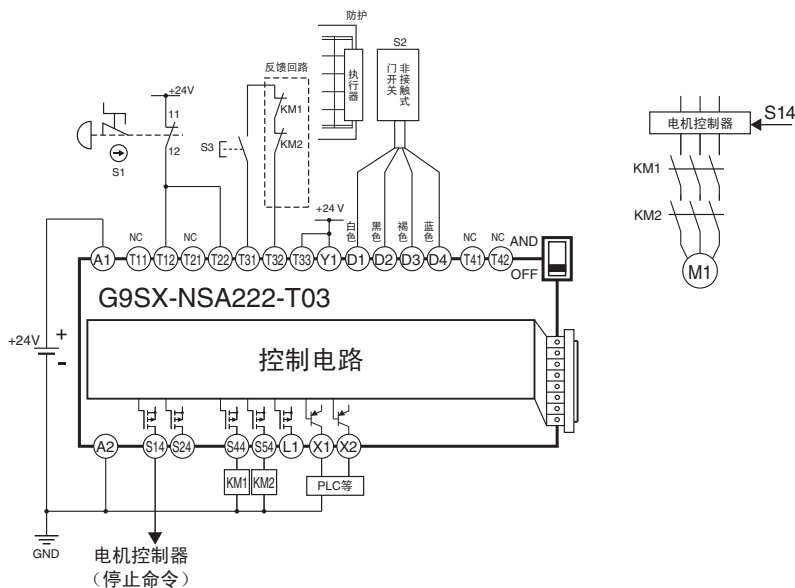 防护
S2
反馈回路
执行器
门开关
非接触式
+24V
11
KM1
S14
电机控制器
12
S3
KM2
S1
KM1
+24 V
KM2
白色
黑色
褐色
蓝色
NC
NC
NC
NC
AND
A1
T11
T12
T21
T22
T31
T32
T33
Y1
D1
D2
D3
D4
T41
T42
OFF
M1
G9SX-NSA222-T03
+24V
+
-
控制电路
A2
S14
S24
S44
S54
L1
X1
X2
KM1
KM2
PLC等
GND
电机控制器
（停止命令）